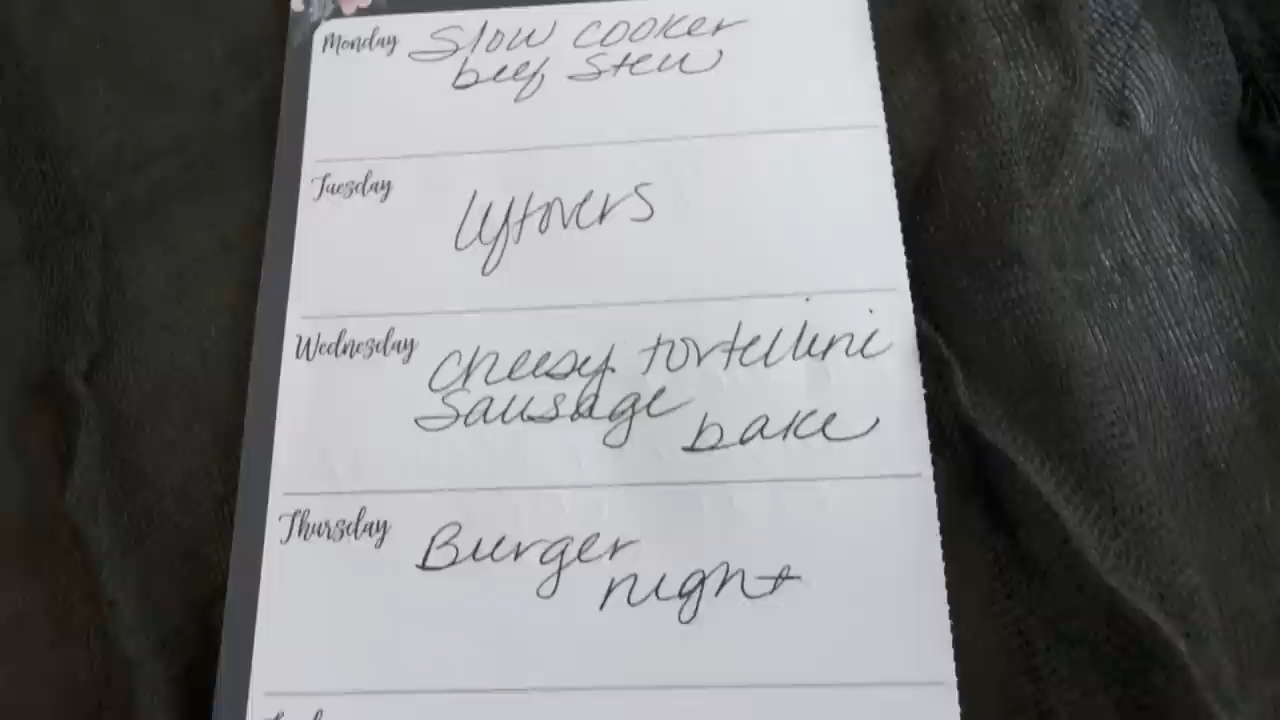 Monday Slow cooker
beef stew
Tuesday
leftovers
Wednesday
cheesy tortellini
Sausage bake
Thursday
Burger
night